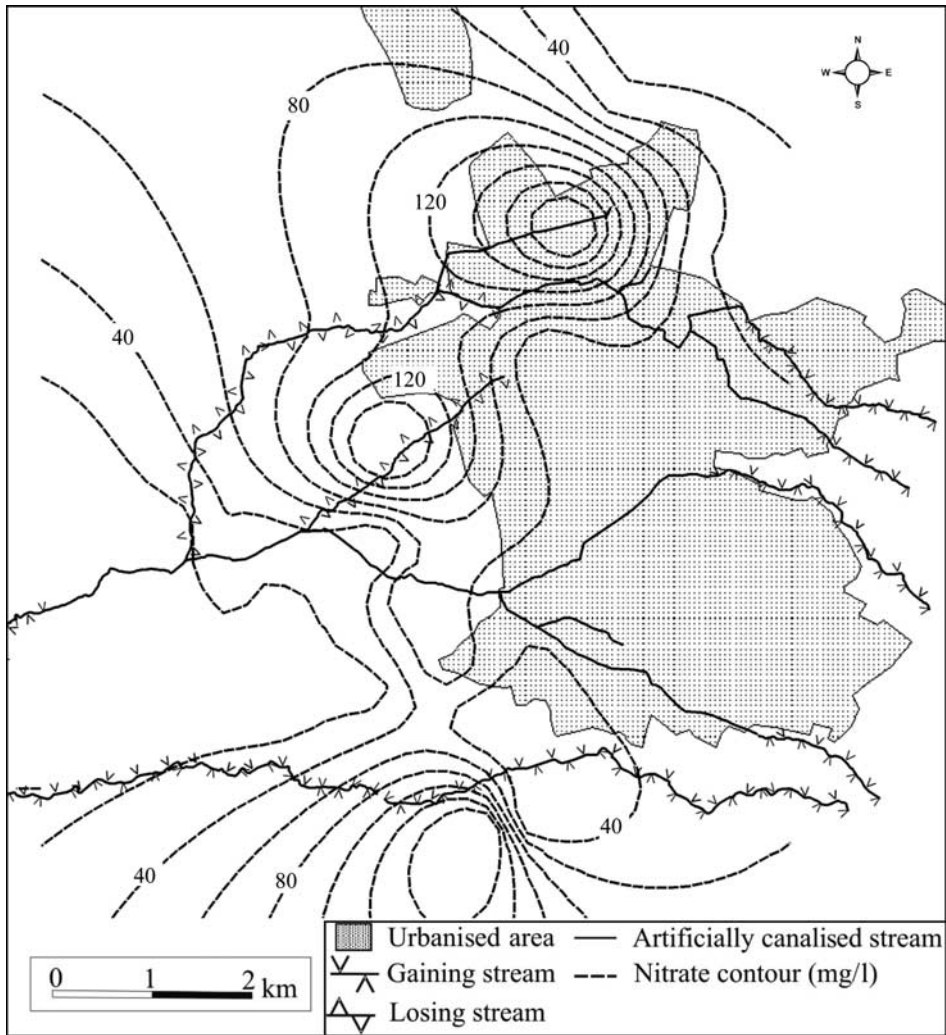 40
N
W E
S
80
120
40
120
40
40
80
0 1 2 km
Urbanised area
Artificially canalised stream
Gaining stream
Nitrate contour (mg/l)
Losing stream